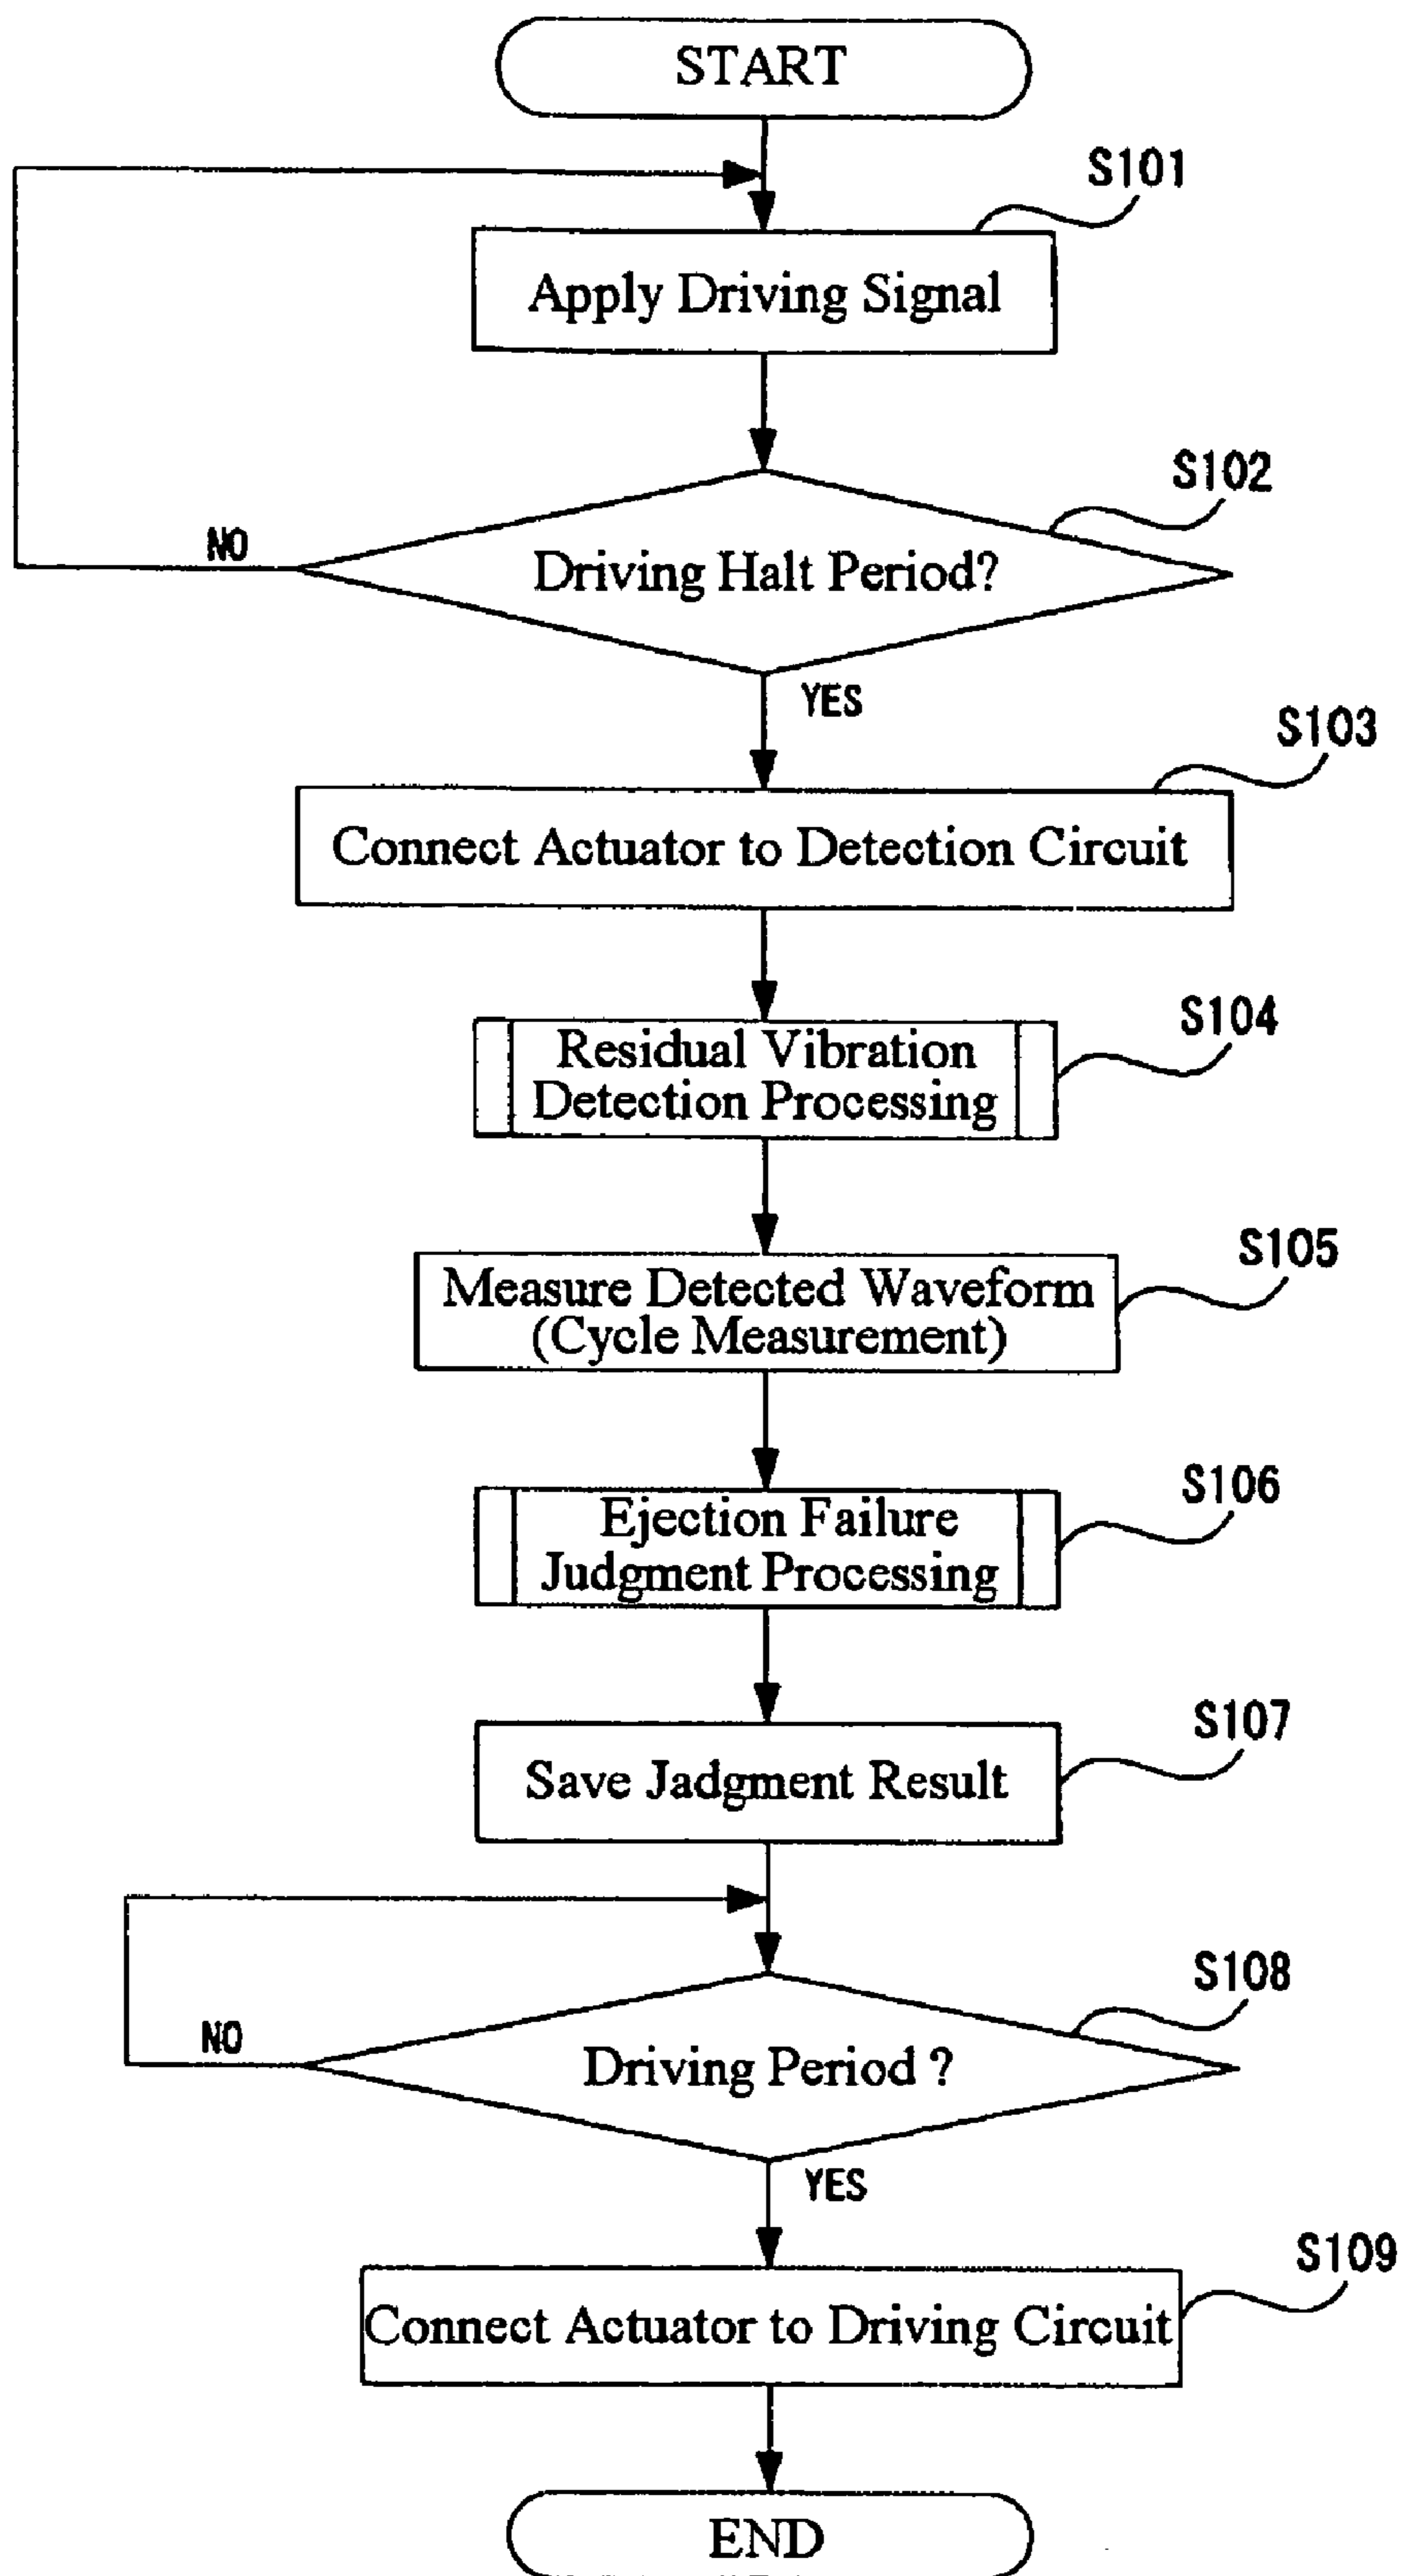 START
S101
Apply Driving Signal
S102
NO
Driving Halt Period?
YES
S103
Connect Actuator to Detection Circuit
S104
Residual Vibration
Detection Processing
S105
Measure Detected Waveform
(Cycle Measurement)
S106
Ejection Failure
Judgment Processing
S107
Save Jadgment Result
S108
NO
Driving Period ?
YES
S109
Connect Actuator to Driving Circuit
END